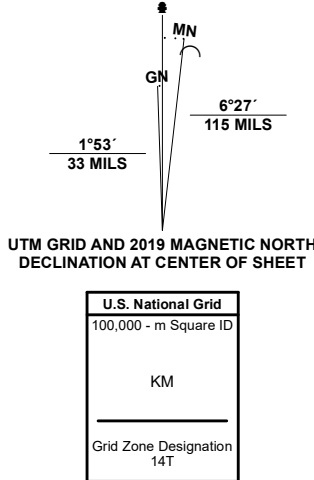 MN
GN
6°27´
115 MILS
1°53´
33 MILS
UTM GRID AND 2019 MAGNETIC NORTH
DECLINATION AT CENTER OF SHEET
U.S. National Grid
100,000 - m Square ID
KM
Grid Zone Designation
14T